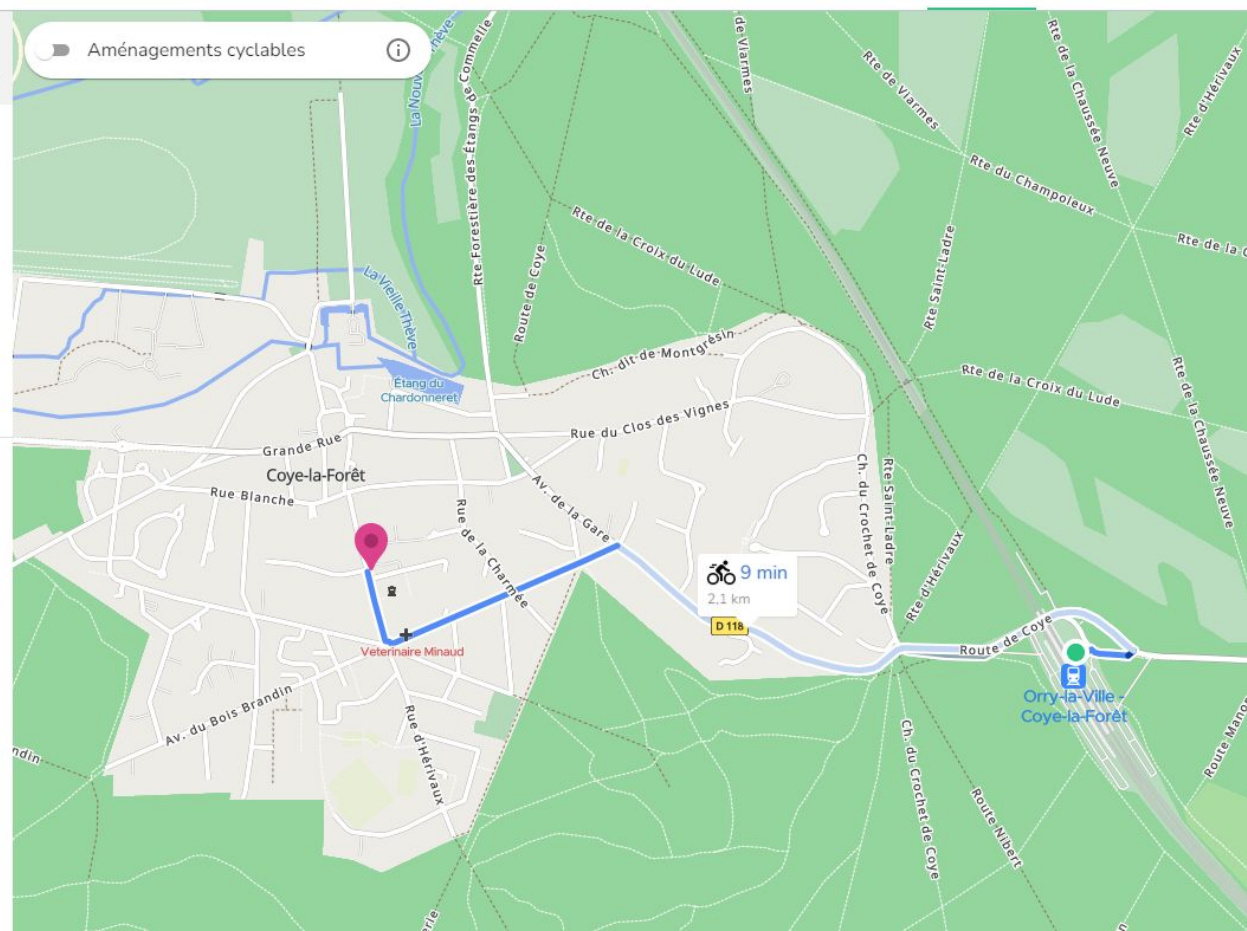 Aménagements cyclables
La Nouv
hève
Rte Forestière des Étangs de Commelle
de Viarmes
Rte de Viarmes
Rte de la Chaussée Neuve
Rte d'Hérivaux
Rte du Champoleux
Rte de la C
Rte de la Croix du Lude
Route de Coye
Rte Saint-Ladre
La Vieille Thève
Ch. dit de Montgrésin
Étang du
Chardonneret
Rte de la Croix du Lude
Rte de la Chaussée Neuve
Rue du Clos des Vignes
Grande Rue
Coye-la-Forêt
Rue Blanche
Av. de la Gare
Rue de la Charmée
Ch. du Crochet de Coye
Rte Saint-Ladre
Rte d'Hérivaux
9 min
2,1 km
D 118
Route de Coye
Veterinaire Minaud
Orry-la-Ville -
Coye-la-Forêt
Av. du Bois Brandin
Rue d'Hérivaux
ndin
Route Mano
Ch. du Crochet de Coye
Route Nibert
erie